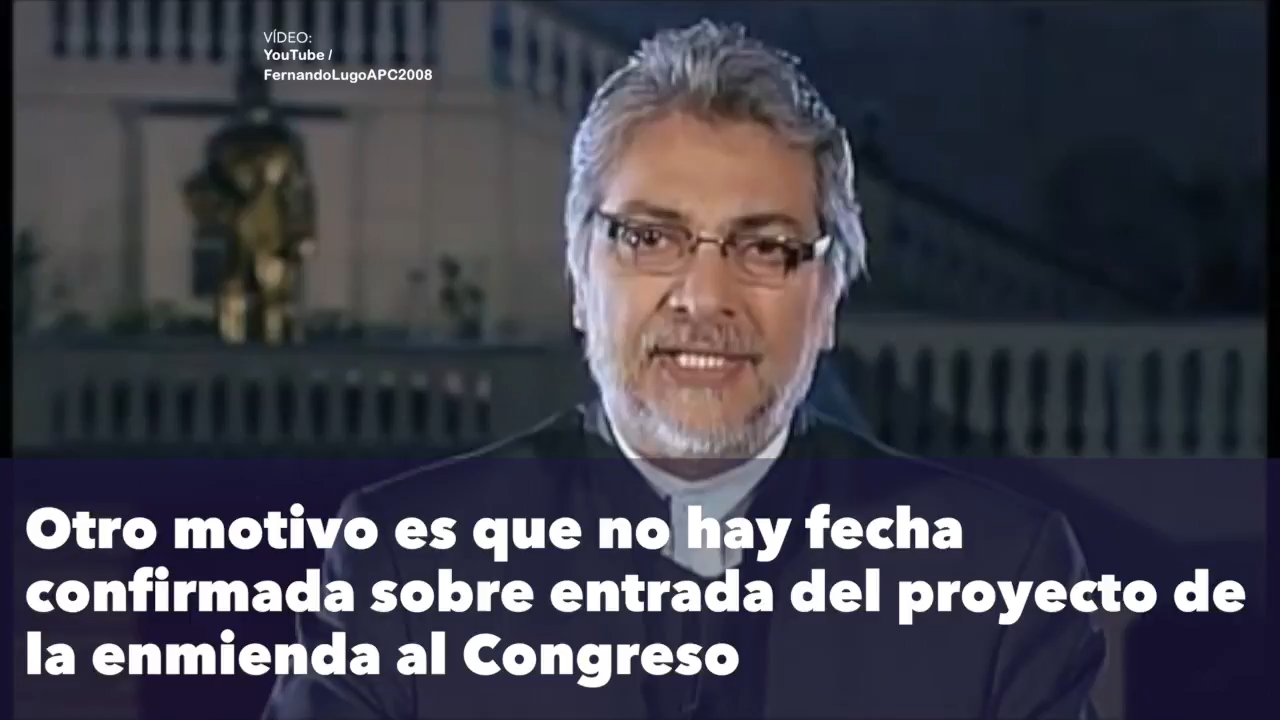 VÍDEO:
YouTube /
FernandoLugoAPC2008
Otro motivo es que no hay fecha
confirmada sobre entrada del proyecto de
la enmienda al Congreso